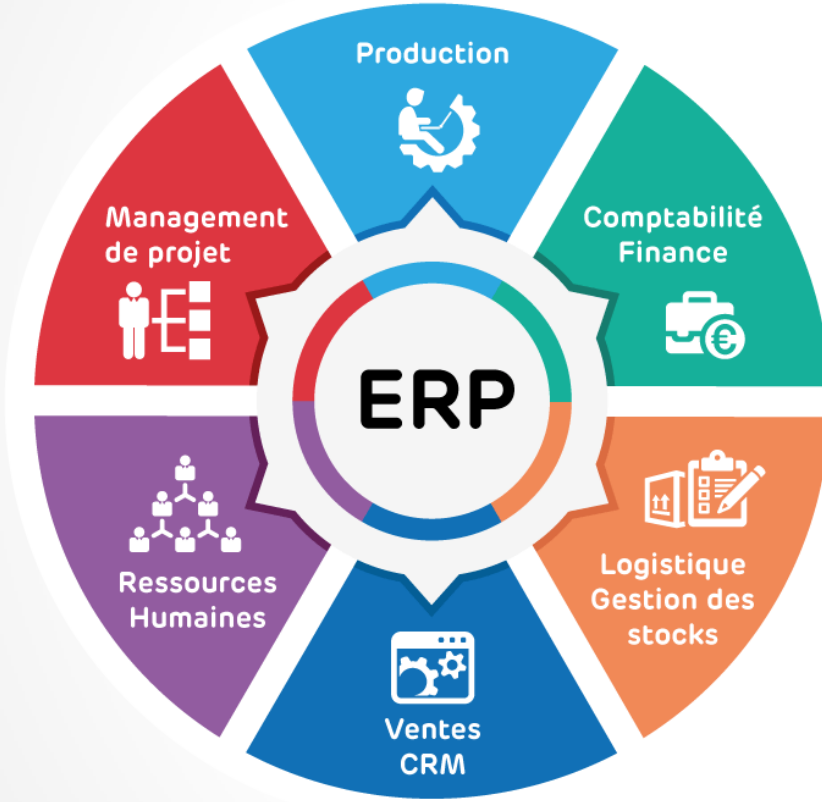 Production
Comptabilité
Finance
Logistique
Gestion des
stocks
Ventes
CRM
Ressources
Humaines
Management
de projet
ERP
€